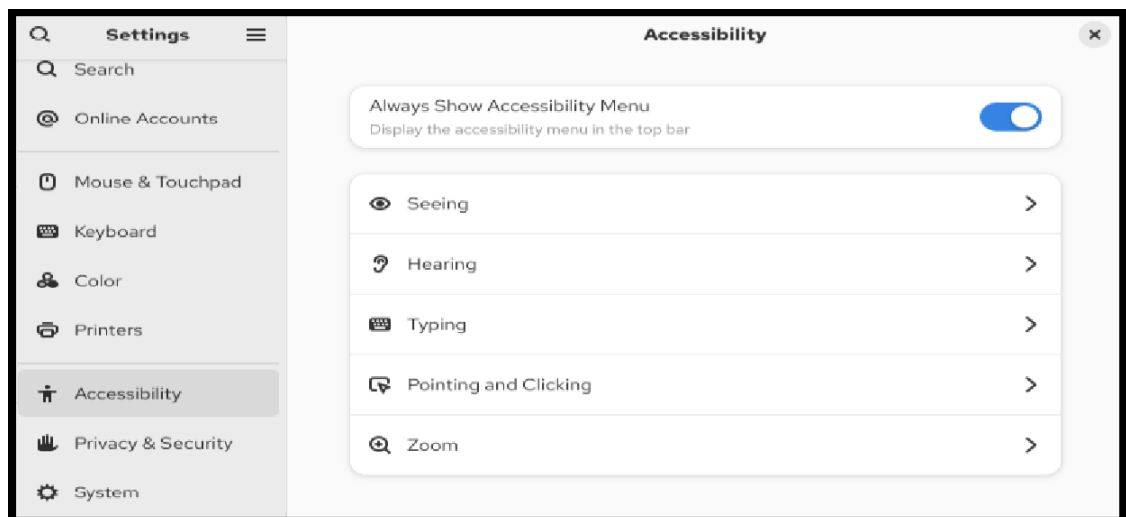 Settings
Search
Online Accounts
Mouse & Touchpad
Keyboard
Color
Printers
Accessibility
Privacy & Security
System
Accessibility
Always Show Accessibility Menu
Display the accessibility menu in the top bar
Seeing
Hearing
Typing
Pointing and Clicking
Zoom